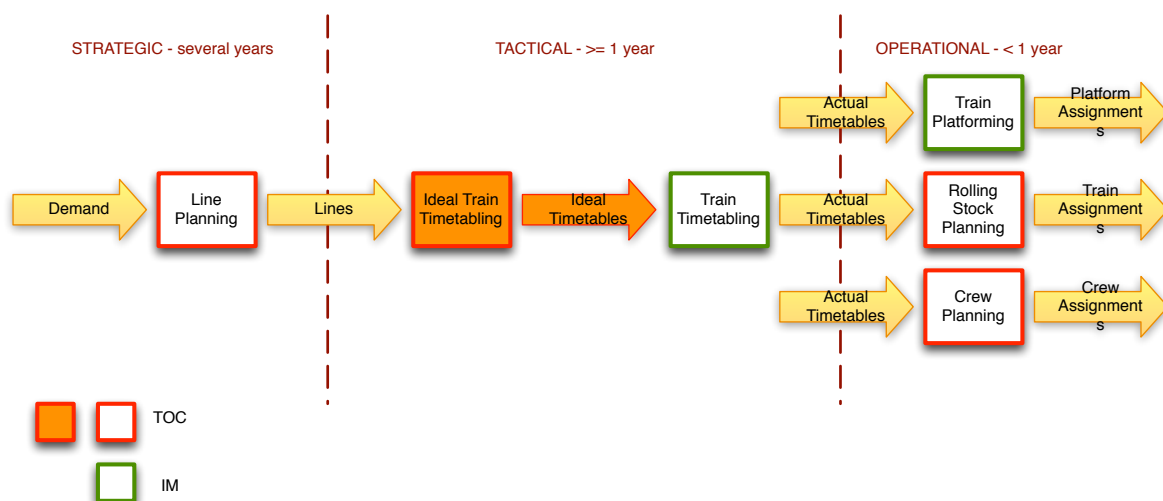 STRATEGIC - several years
TACTICAL - >= 1 year
OPERATIONAL - < 1 year
Demand
Line
Planning
Lines
Ideal Train
Timetabling
Ideal
Timetables
Train
Timetabling
Actual
Timetables
Train
Platforming
Platform
Assignment
s
Actual
Timetables
Rolling
Stock
Planning
Train
Assignment
s
Actual
Timetables
Crew
Planning
Crew
Assignment
s
TOC
IM